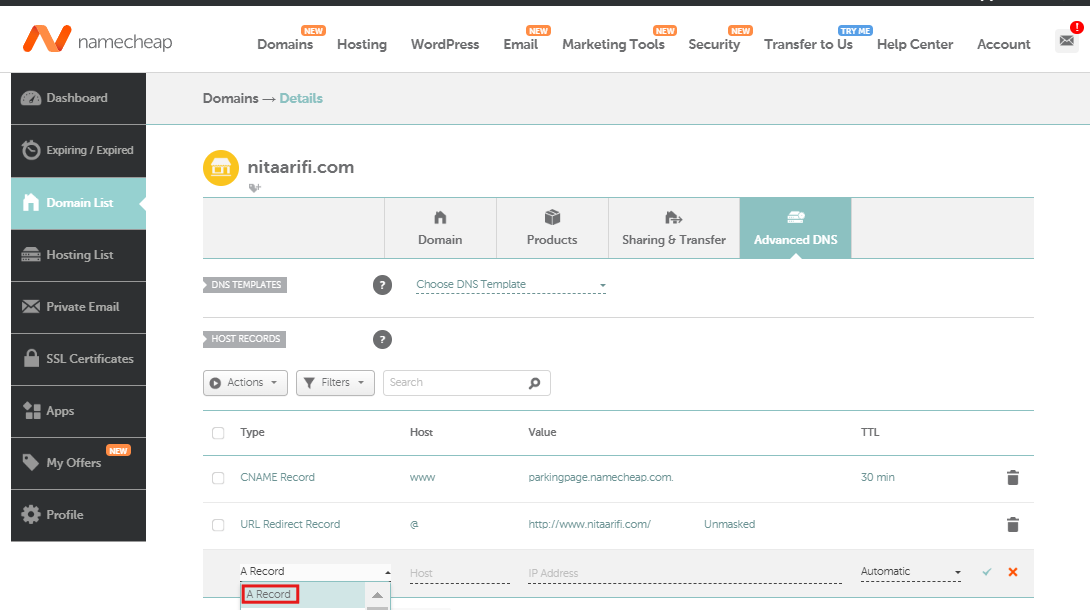 namecheap
Domains NEW
Hosting
WordPress
Email NEW
Marketing Tools NEW
Security NEW
Transfer to Us TRY ME
Help Center
Account
!
Dashboard
Expiring / Expired
Domain List
Hosting List
Private Email
SSL Certificates
Apps
My Offers NEW
Profile
Domains → Details
nitaarifi.com
Domain
Products
Sharing & Transfer
Advanced DNS
DNS TEMPLATES ? Choose DNS Template
HOST RECORDS ?
Actions Filters Search
Type Host Value TTL
CNAME Record www parkingpage.namecheap.com. 30 min
URL Redirect Record @ http://www.nitaarifi.com/ Unmasked
A Record Host IP Address Automatic
A Record